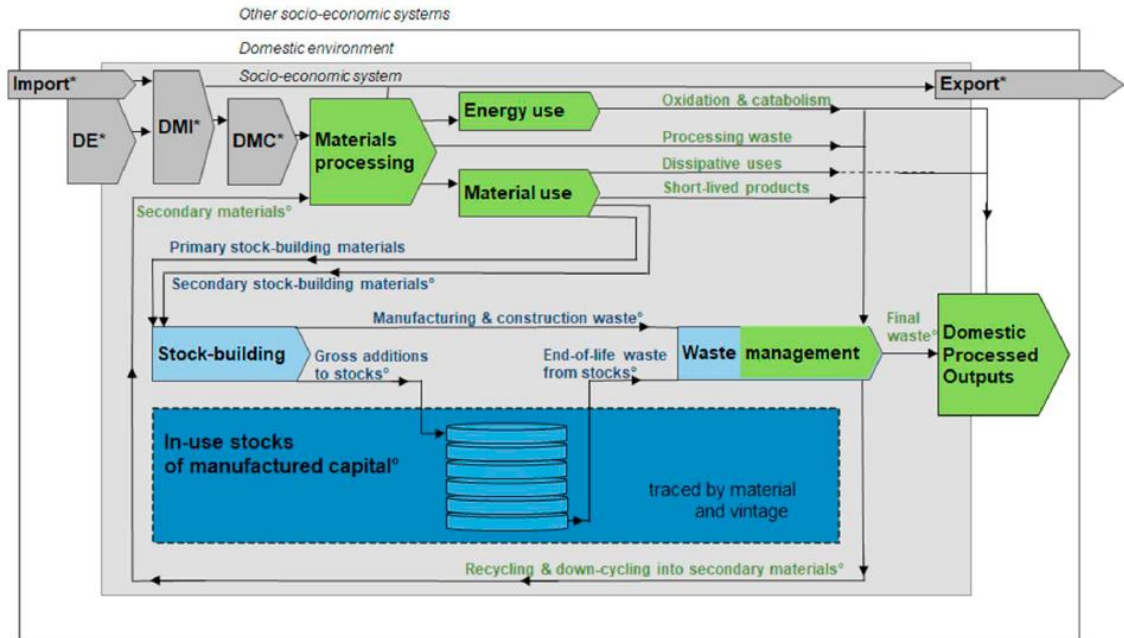 Other socio-economic systems
Domestic environment
Socio-economic system
Import*
Export*
DE*
DMI*
DMC*
Materials
processing
Energy use
Material use
Oxidation & catabolism
Processing waste
Dissipative uses
Short-lived products
Secondary materials°
Primary stock-building materials
Secondary stock-building materials°
Manufacturing & construction waste°
Stock-building
Gross additions
to stocks°
End-of-life waste
from stocks°
Waste management
Final
waste°
Domestic
Processed
Outputs
In-use stocks
of manufactured capital°
traced by material
and vintage
Recycling & down-cycling into secondary materials°